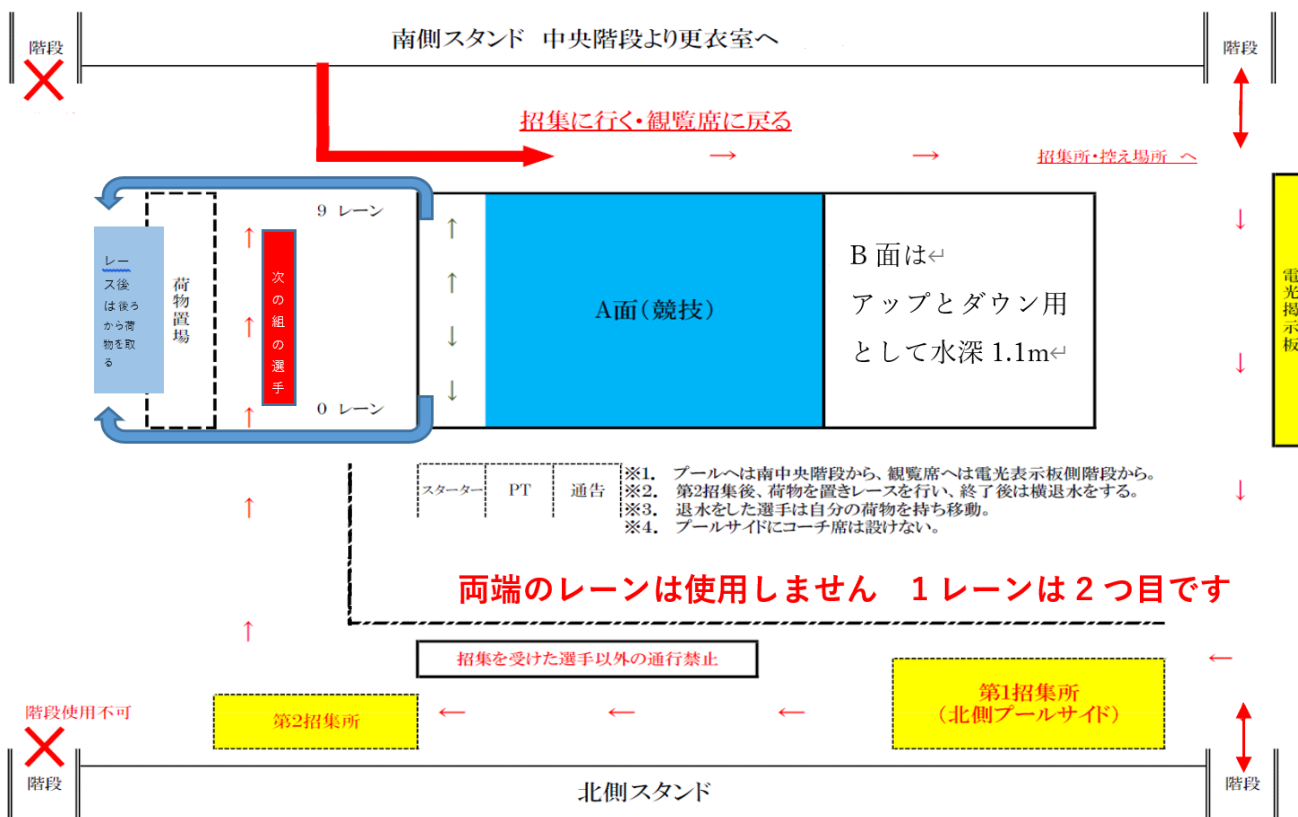 南側スタンド 中央階段より更衣室へ
階段
階段
招集に行く・観覧席に戻る
招集所・控え場所 へ
9 レーン
レー
ス後
は後ろ
から荷
物を取
る
荷物置場
次の組の選手
0 レーン
A面(競技)
B 面は↵
アップとダウン用
として水深 1.1m↵
電光掲示板
スターター
PT
通告
※1. プールへは南中央階段から、観覧席へは電光表示板側階段から。
※2. 第2招集後、荷物を置きレースを行い、終了後は横退水をする。
※3. 退水をした選手は自分の荷物を持ち移動。
※4. プールサイドにコーチ席は設けない。
両端のレーンは使用しません 1レーンは2つ目です
招集を受けた選手以外の通行禁止
第1招集所
(北側プールサイド)
第2招集所
階段使用不可
階段
階段
北側スタンド